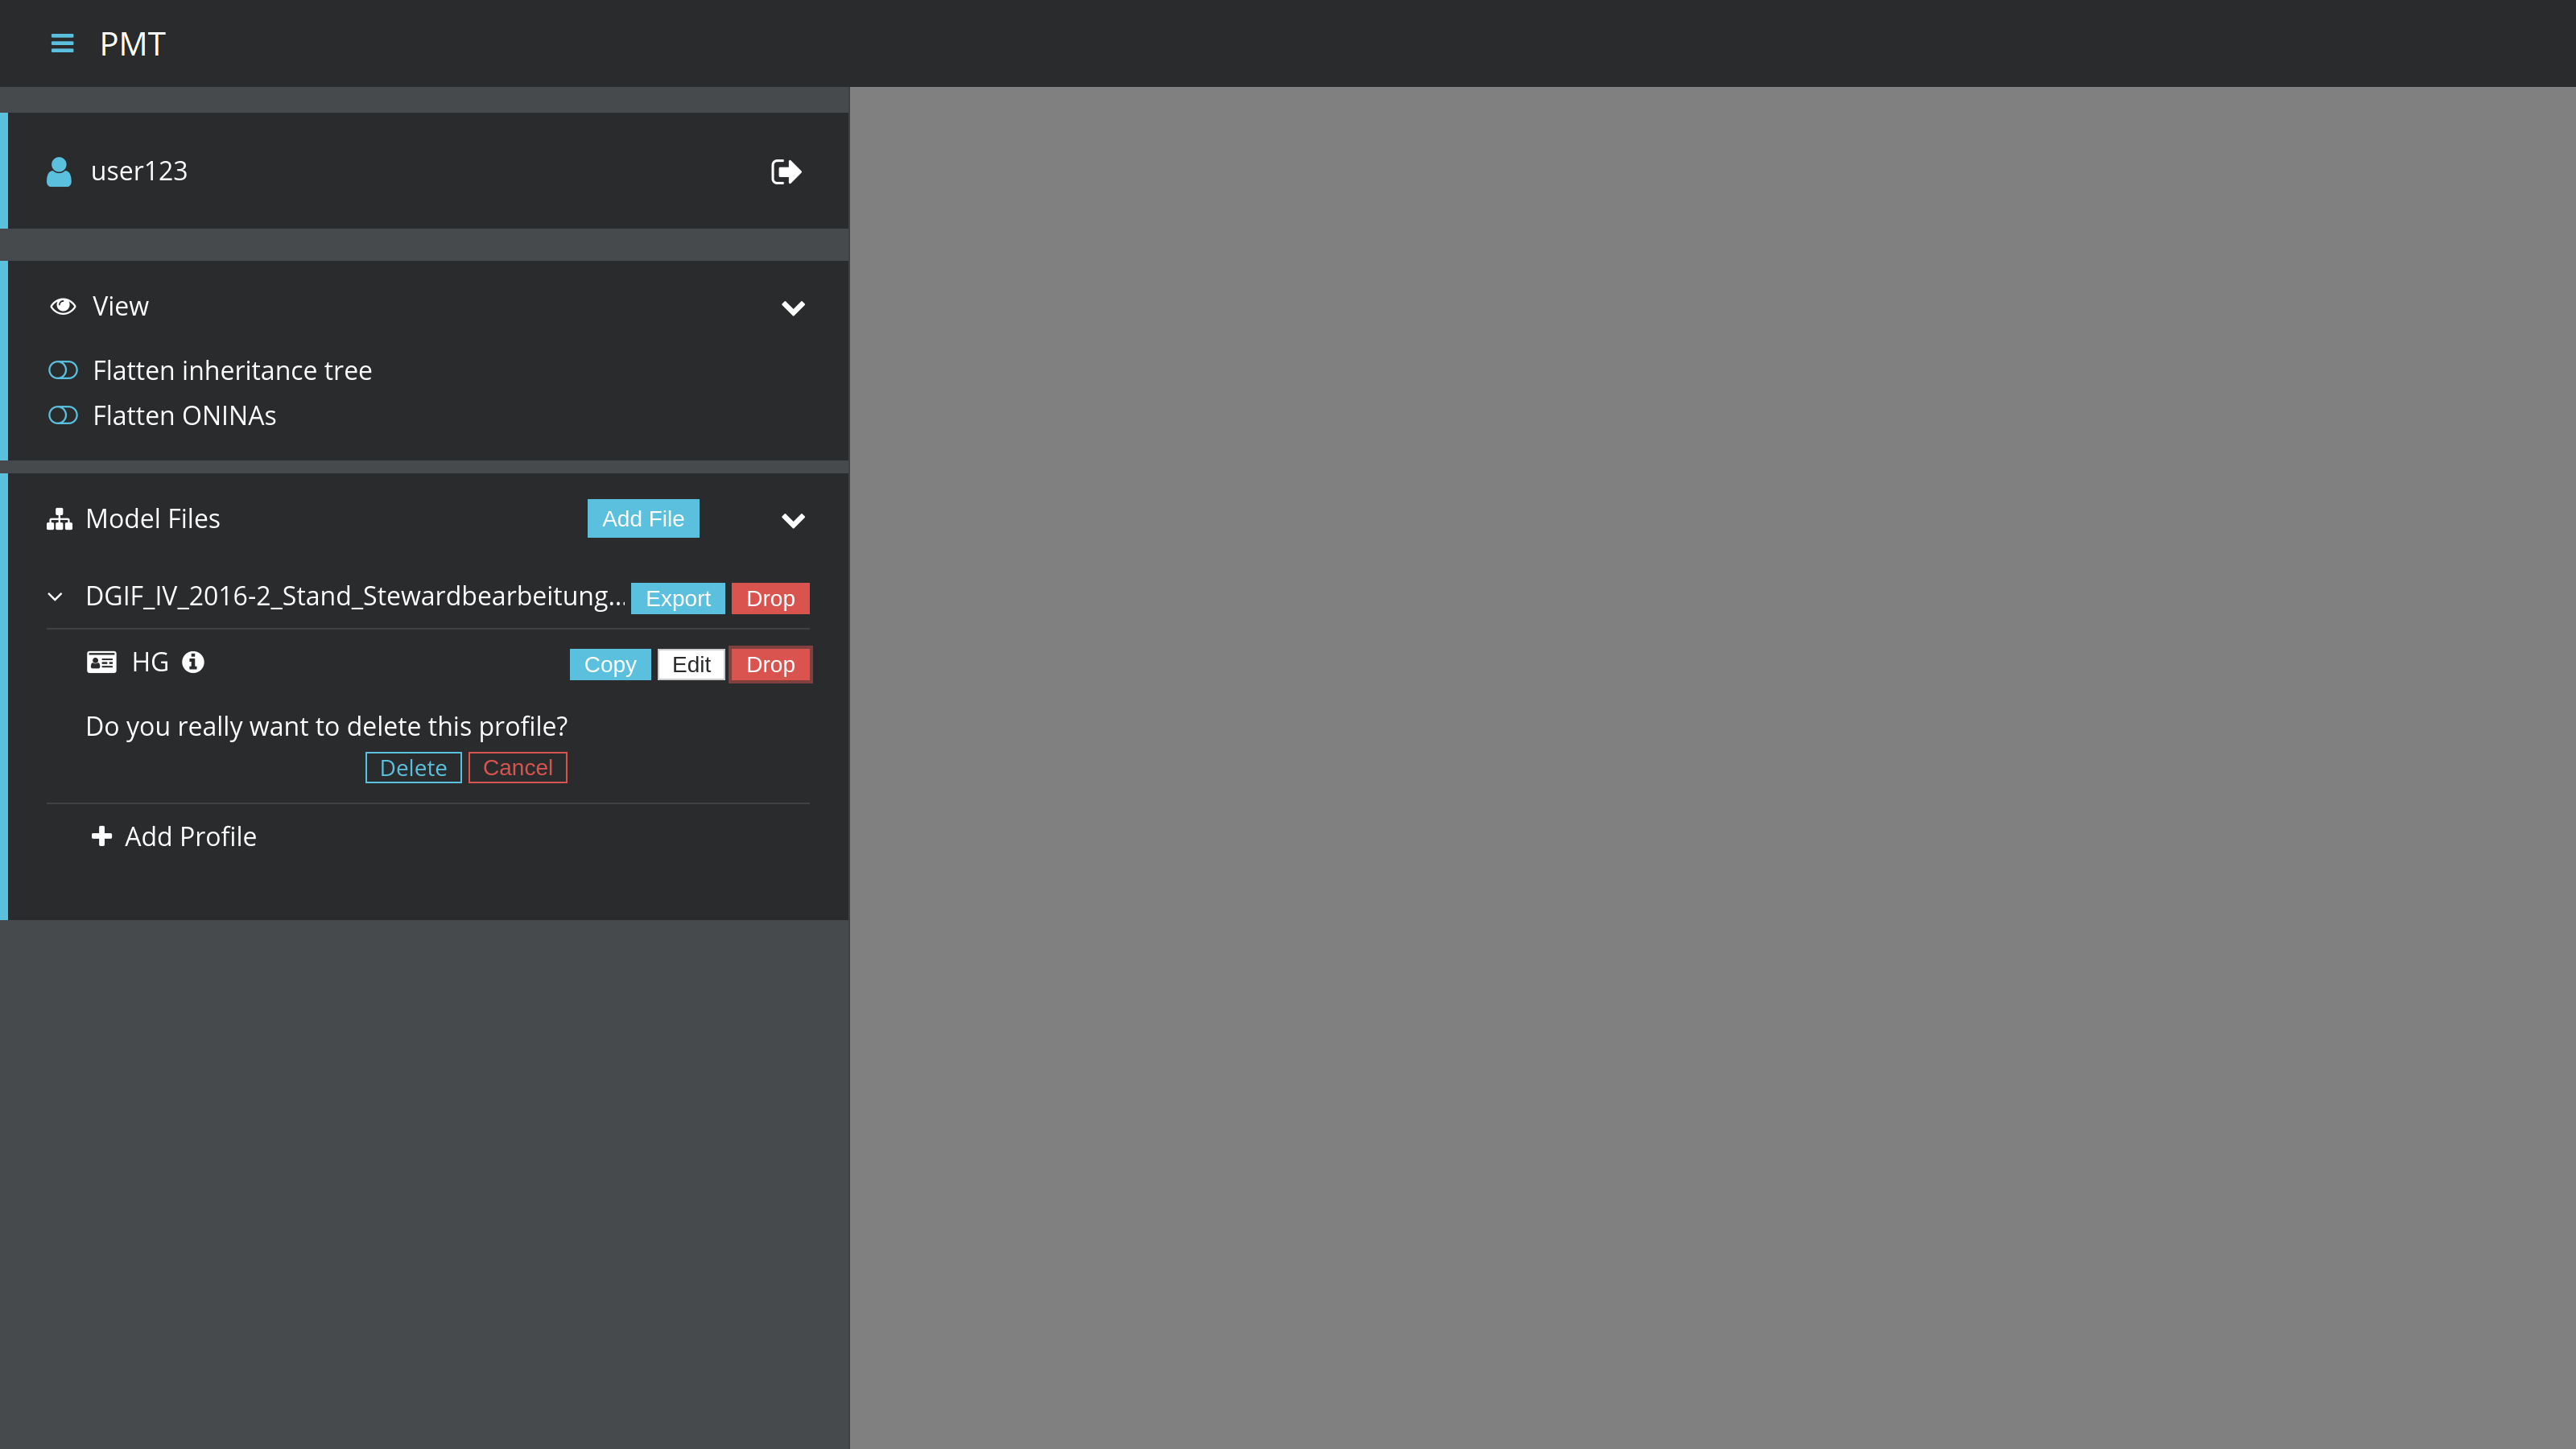 PMT
user123
View
Flatten inheritance tree
Flatten ONINAs
Model Files Add File
DGIF_IV_2016-2_Stand_Stewardbearbeitung... Export Drop
HG Copy Edit Drop
Do you really want to delete this profile?
Delete Cancel
Add Profile